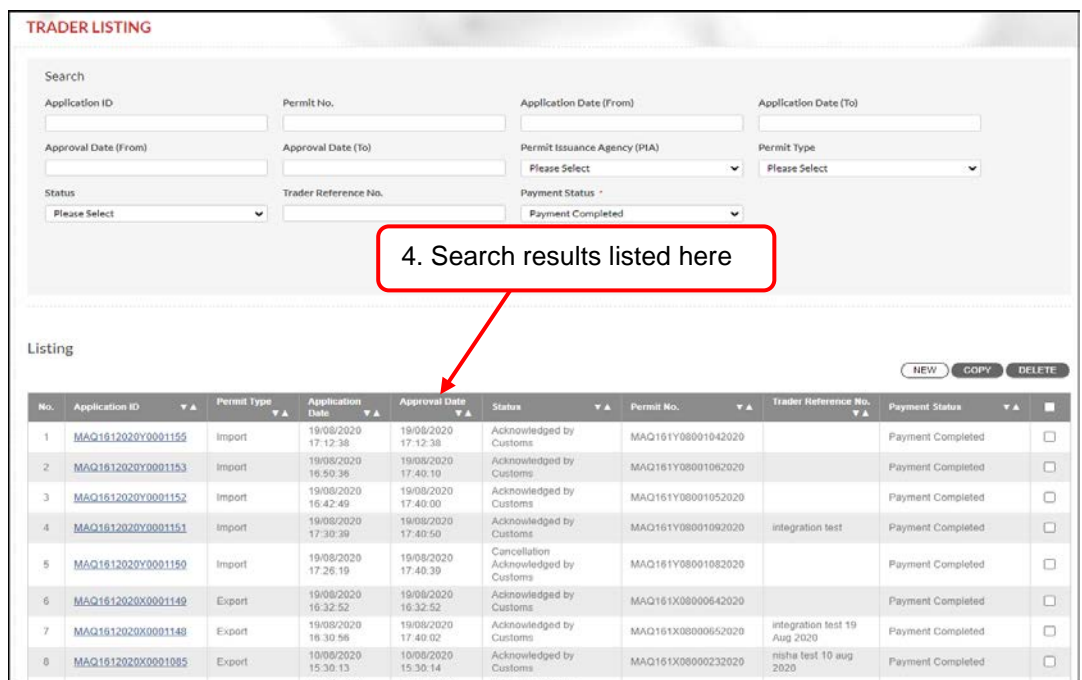 TRADER LISTING
Search
Application ID Permit No. Application Date (From) Application Date (To)
Approval Date (From) Approval Date (To) Permit Issuance Agency (PIA) Permit Type
Please Select Please Select
Status Trader Reference No. Payment Status *
Please Select Payment Completed
4. Search results listed here
Listing
NEW COPY DELETE
No. Application ID ▼▲ Permit Type ▼▲ Application Date ▼▲ Approval Date ▼▲ Status ▼▲ Permit No. ▼▲ Trader Reference No. ▼▲ Payment Status ▼▲
1 MAQ1612020Y0001155 Import 19/08/2020 17:12:38 19/08/2020 17:12:38 Acknowledged by Customs MAQ161Y08001042020 Payment Completed
2 MAQ1612020Y0001153 Import 19/08/2020 16:50:36 19/08/2020 17:40:10 Acknowledged by Customs MAQ161Y08001062020 Payment Completed
3 MAQ1612020Y0001152 Import 19/08/2020 16:42:49 19/08/2020 17:40:00 Acknowledged by Customs MAQ161Y08001052020 Payment Completed
4 MAQ1612020Y0001151 Import 19/08/2020 17:30:39 19/08/2020 17:40:50 Acknowledged by Customs MAQ161Y08001092020 integration test Payment Completed
5 MAQ1612020Y0001150 Import 19/08/2020 17:26:19 19/08/2020 17:40:39 Cancellation Acknowledged by Customs MAQ161Y08001082020 Payment Completed
6 MAQ1612020X0001149 Export 19/08/2020 16:32:52 19/08/2020 16:32:52 Acknowledged by Customs MAQ161X08000642020 Payment Completed
7 MAQ1612020X0001148 Export 19/08/2020 16:30:56 19/08/2020 17:40:02 Acknowledged by Customs MAQ161X08000652020 integration test 19 Aug 2020 Payment Completed
8 MAQ1612020X0001085 Export 10/08/2020 15:30:13 10/08/2020 15:30:14 Acknowledged by Customs MAQ161X08000232020 nisha test 10 aug 2020 Payment Completed